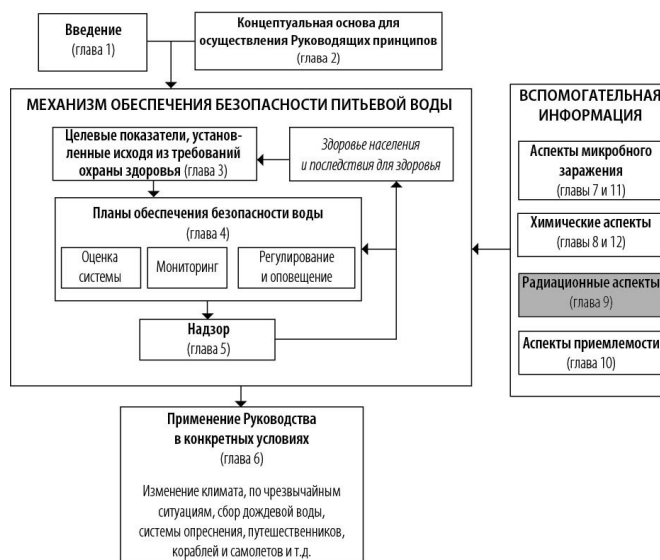 Введение
(глава 1)
Концептуальная основа для
осуществления Руководящих принципов
(глава 2)
МЕХАНИЗМ ОБЕСПЕЧЕНИЯ БЕЗОПАСНОСТИ ПИТЬЕВОЙ ВОДЫ
Целевые показатели, установ-
ленные исходя из требований
охраны здоровья (глава 3)
Здоровье населения
и последствия для здоровья
Планы обеспечения безопасности воды
(глава 4)
Оценка
системы
Мониторинг
Регулирование
и оповещение
Надзор
(глава 5)
Применение Руководства
в конкретных условиях
(глава 6)
Изменение климата, по чрезвычайным
ситуациям, сбор дождевой воды,
системы опреснения, путешественников,
кораблей и самолетов и т.д.
ВСПОМОГАТЕЛЬНАЯ
ИНФОРМАЦИЯ
Аспекты микробного
заражения
(главы 7 и 11)
Химические аспекты
(главы 8 и 12)
Радиационные аспекты
(глава 9)
Аспекты приемлемости
(глава 10)